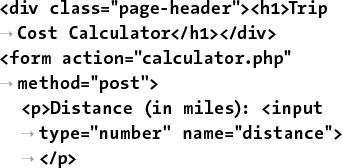 <div class="page-header"><h1>Trip
→ Cost Calculator</h1></div>
<form action="calculator.php"
→ method="post">
<p>Distance (in miles): <input
→ type="number" name="distance">
→ </p>